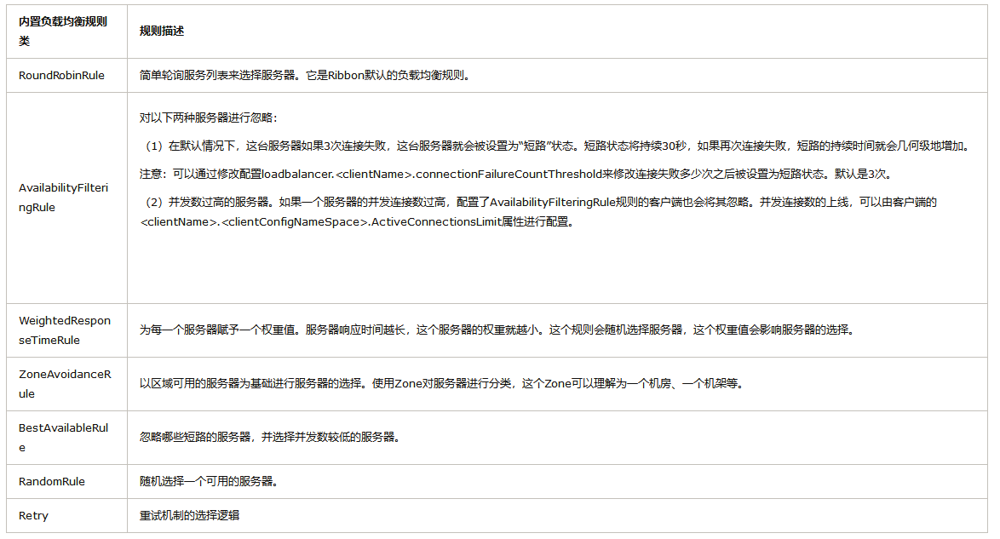 内置负载均衡规则
类
规则描述
RoundRobinRule
简单轮询服务列表来选择服务器。它是Ribbon默认的负载均衡规则。
AvailabilityFilteri
ngRule
对以下两种服务器进行忽略：
（1）在默认情况下，这台服务器如果3次连接失败，这台服务器就会被设置为“短路”状态。短路状态将持续30秒，如果再次连接失败，短路的持续时间就会几何级地增加。
注意：可以通过修改配置loadbalancer.<clientName>.connectionFailureCountThreshold来修改连接失败多少次之后被设置为短路状态。默认是3次。
（2）并发数过高的服务器。如果一个服务器的并发连接数过高，配置了AvailabilityFilteringRule规则的客户端也会将其忽略。并发连接数的上线，可以由客户端的
<clientName>.<clientConfigNameSpace>.ActiveConnectionsLimit属性进行配置。
WeightedRespon
seTimeRule
为每一个服务器赋予一个权重值。服务器响应时间越长，这个服务器的权重就越小。这个规则会随机选择服务器，这个权重值会影响服务器的选择。
ZoneAvoidanceR
ule
以区域可用的服务器为基础进行服务器的选择。使用Zone对服务器进行分类，这个Zone可以理解为一个机房、一个机架等。
BestAvailableRul
e
忽略哪些短路的服务器，并选择并发数较低的服务器。
RandomRule
随机选择一个可用的服务器。
Retry
重试机制的选择逻辑